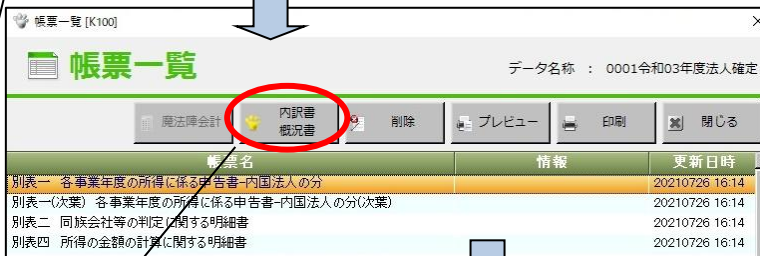 帳票一覧 [K100]
帳票一覧
データ名称 : 0001令和03年度法人確定
魔法陣会計 内訳書 概況書 削除 プレビュー 印刷 閉じる
帳票名 情報 更新日時
別表一 各事業年度の所得に係る申告書-内国法人の分 20210726 16:14
別表一(次葉) 各事業年度の所得に係る申告書-内国法人の分(次葉) 20210726 16:14
別表二 同族会社等の判定に関する明細書 20210726 16:14
別表四 所得の金額の計算に関する明細書 20210726 16:14